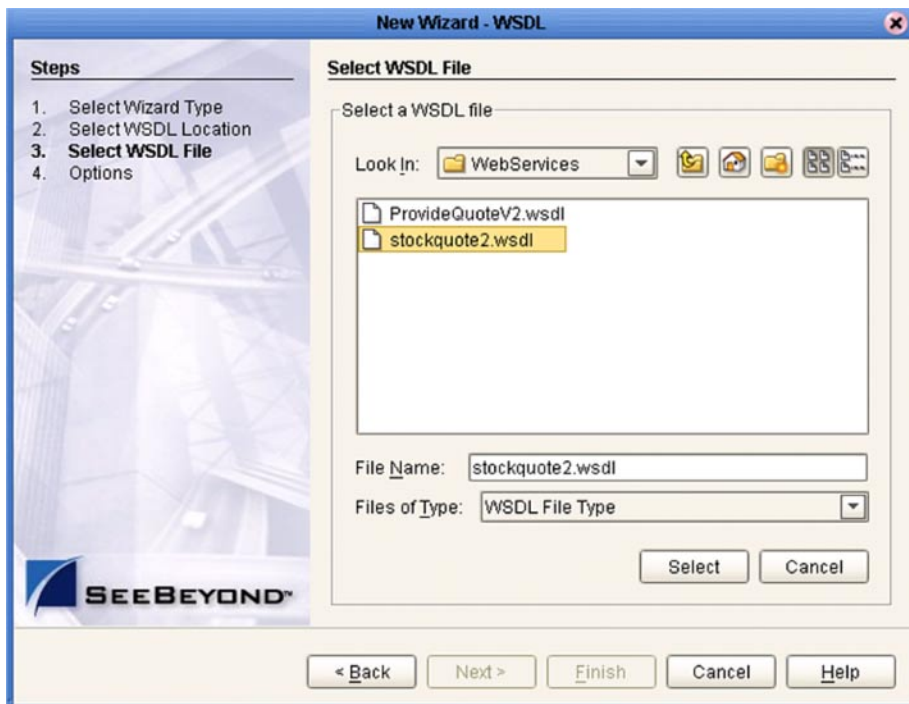 New Wizard - WSDL
Steps
1. Select Wizard Type
2. Select WSDL Location
3. Select WSDL File
4. Options
Select WSDL File
Select a WSDL file
Look In: WebServices
ProvideQuoteV2.wsdl
stockquote2.wsdl
File Name: stockquote2.wsdl
Files of Type: WSDL File Type
Select Cancel
SEEBEYOND™
< Back Next > Finish Cancel Help